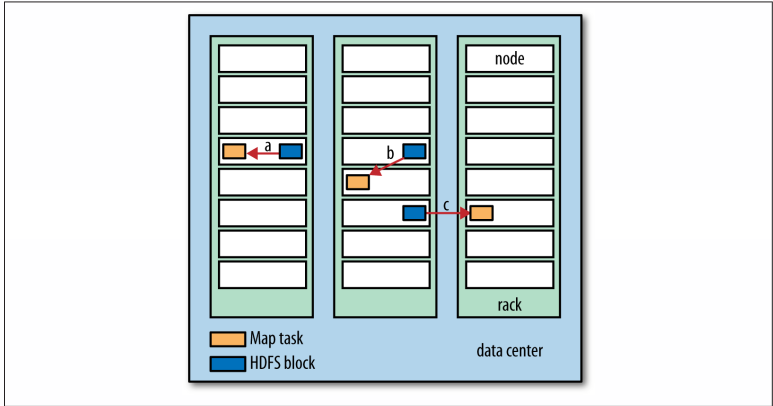 node
a
b
c
rack
Map task
HDFS block
data center